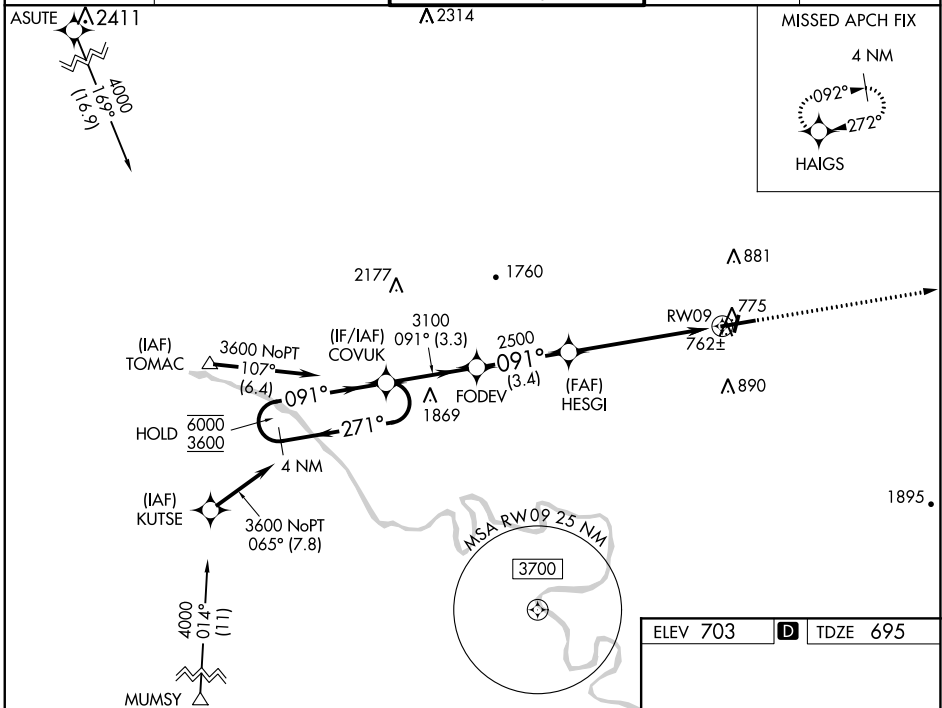 ASUTE
2411
2314
4000
169°
(16.9)
MISSED APCH FIX
4 NM
092°
272°
HAIGS
881
2177
1760
775
RW09
762±
(IF/IAF)
COVUK
3100
091° (3.3)
2500
091°
(3.4)
(IAF)
TOMAC
3600 NoPT
107°
(6.4)
091°
FODEV
(FAF)
HESGI
890
1869
271°
HOLD
6000
3600
4 NM
(IAF)
KUTSE
3600 NoPT
065° (7.8)
1895
MSA RW09 25 NM
3700
4000
014°
(11)
MUMSY
ELEV 703
D
TDZE 695